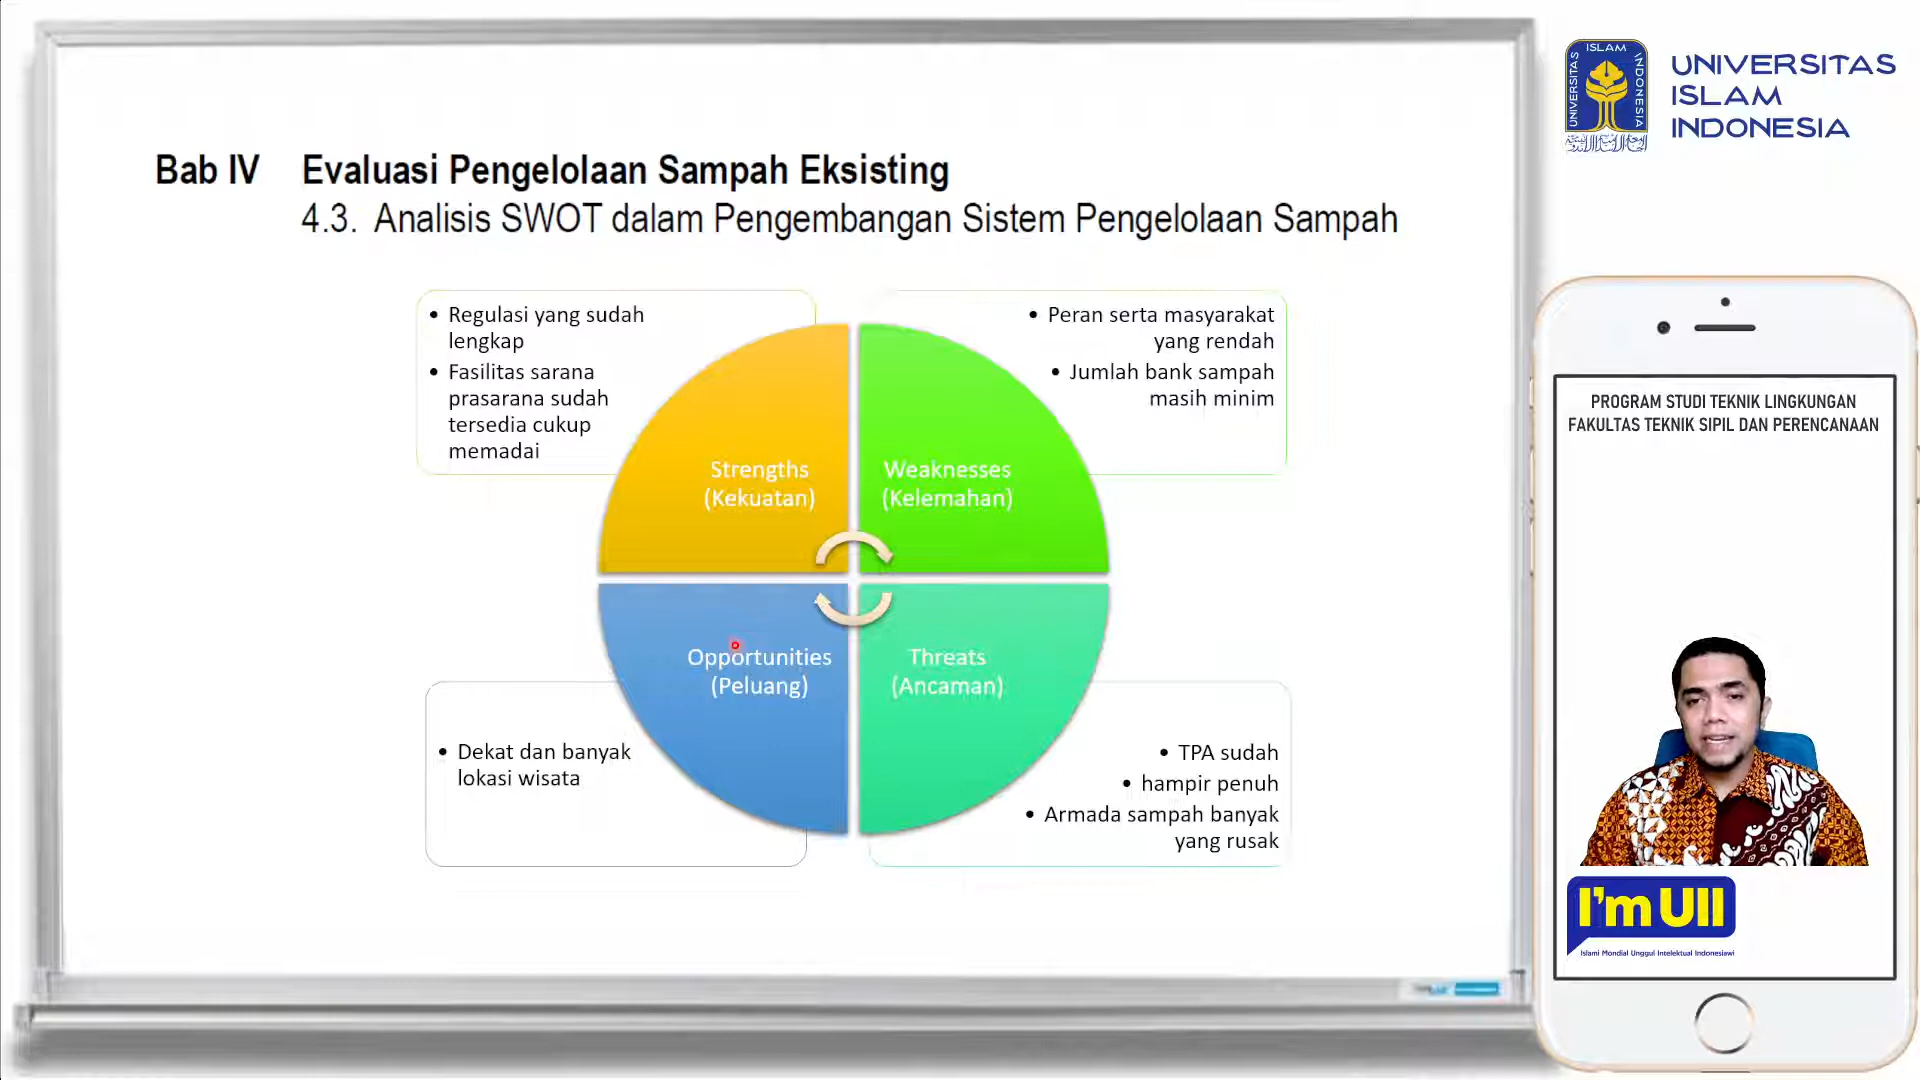 Bab IV Evaluasi Pengelolaan Sampah Eksisting
4.3. Analisis SWOT dalam Pengembangan Sistem Pengelolaan Sampah
• Regulasi yang sudah
lengkap
• Fasilitas sarana
prasarana sudah
tersedia cukup
memadai
Strengths
(Kekuatan)
• Peran serta masyarakat
yang rendah
• Jumlah bank sampah
masih minim
Weaknesses
(Kelemahan)
Opportunities
(Peluang)
• Dekat dan banyak
lokasi wisata
Threats
(Ancaman)
• TPA sudah
• hampir penuh
• Armada sampah banyak
yang rusak
UNIVERSITAS
ISLAM
INDONESIA
UNIVERSITAS
ISLAM
INDONESIA
PROGRAM STUDI TEKNIK LINGKUNGAN
FAKULTAS TEKNIK SIPIL DAN PERENCANAAN
I'm UII
Islami Mondial Unggul Intelektual Indonesiawi